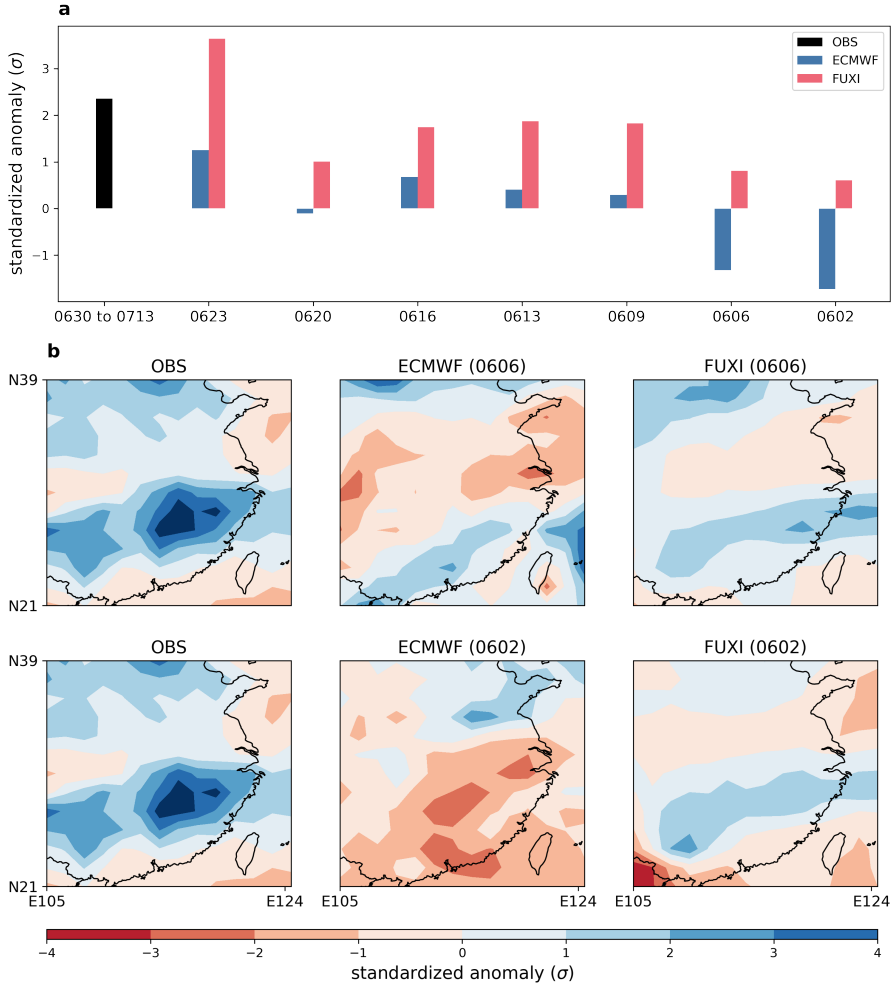 a
standardized anomaly (σ)
3
2
1
0
−1
OBS
ECMWF
FUXI
0630 to 0713 0623 0620 0616 0613 0609 0606 0602
b
OBS ECMWF (0606) FUXI (0606)
N39
N21
OBS ECMWF (0602) FUXI (0602)
N39
N21
E105 E124 E105 E124 E105 E124
−4 −3 −2 −1 0 1 2 3 4
standardized anomaly (σ)